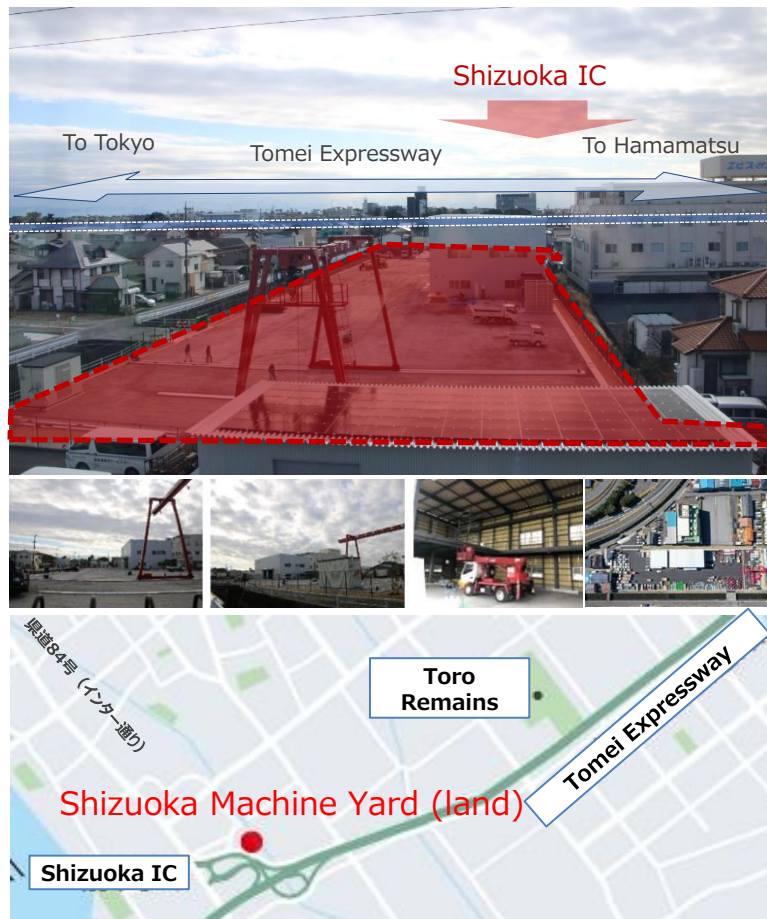 Shizuoka IC
To Tokyo
Tomei Expressway
To Hamamatsu
県道84号（インター通り）
Toro
Remains
Tomei Expressway
Shizuoka Machine Yard (land)
Shizuoka IC